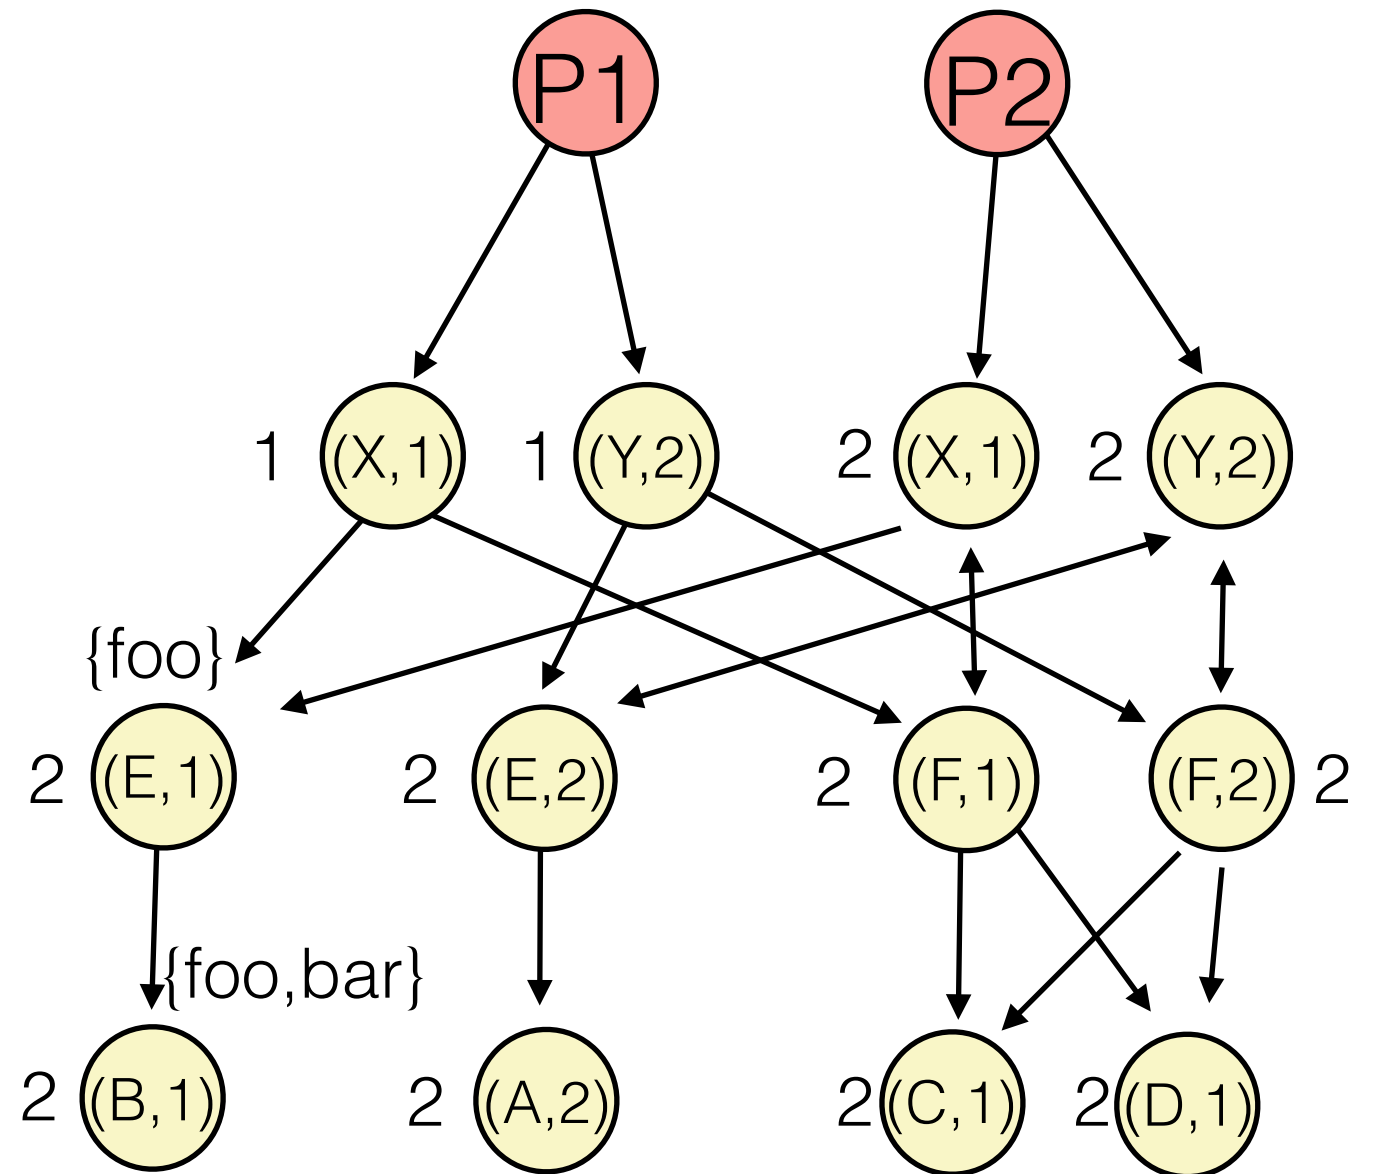 P1 P2
1 (X,1) 1 (Y,2) 2 (X,1) 2 (Y,2)
{foo}
2 (E,1) 2 (E,2) 2 (F,1) (F,2) 2
{foo,bar}
2 (B,1) 2 (A,2) 2 (C,1) 2 (D,1)